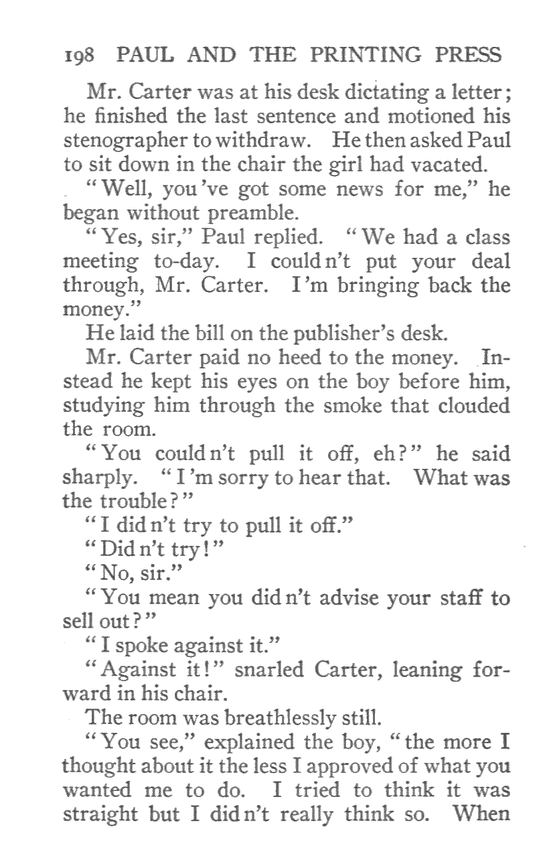 198 PAUL AND THE PRINTING PRESS
Mr. Carter was at his desk dictating a letter;
he finished the last sentence and motioned his
stenographer to withdraw. He then asked Paul
to sit down in the chair the girl had vacated.
“Well, you 've got some news for me,” he
began without preamble.
“Yes, sir,” Paul replied. “We had a class
meeting to-day. I could n't put your deal
through, Mr. Carter. I 'm bringing back the
money.”
He laid the bill on the publisher's desk.
Mr. Carter paid no heed to the money. In-
stead he kept his eyes on the boy before him,
studying him through the smoke that clouded
the room.
“You could n't pull it off, eh?” he said
sharply. “I 'm sorry to hear that. What was
the trouble?”
“I did n't try to pull it off.”
“Did n't try!”
“No, sir.”
“You mean you did n't advise your staff to
sell out?”
“I spoke against it.”
“Against it!” snarled Carter, leaning for-
ward in his chair.
The room was breathlessly still.
“You see,” explained the boy, “the more I
thought about it the less I approved of what you
wanted me to do. I tried to think it was
straight but I did n't really think so. When